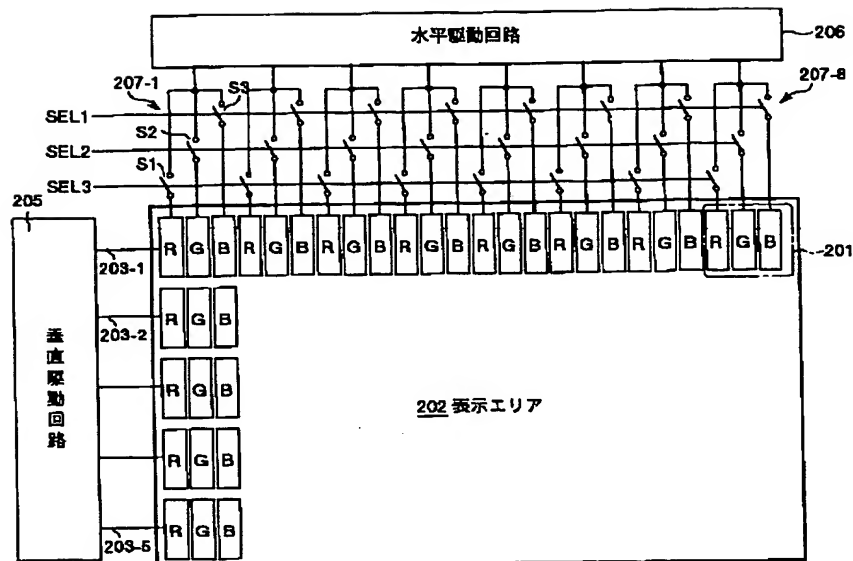 水平駆動回路
206
207-1
S3
207-8
SEL1
S2
SEL2
S1
SEL3
205
R G B R G B R G B R G B R G B R G B R G B R G B
201
203-1
R G B
203-2
垂直駆動回路
R G B
202 表示エリア
R G B
R G B
203-5